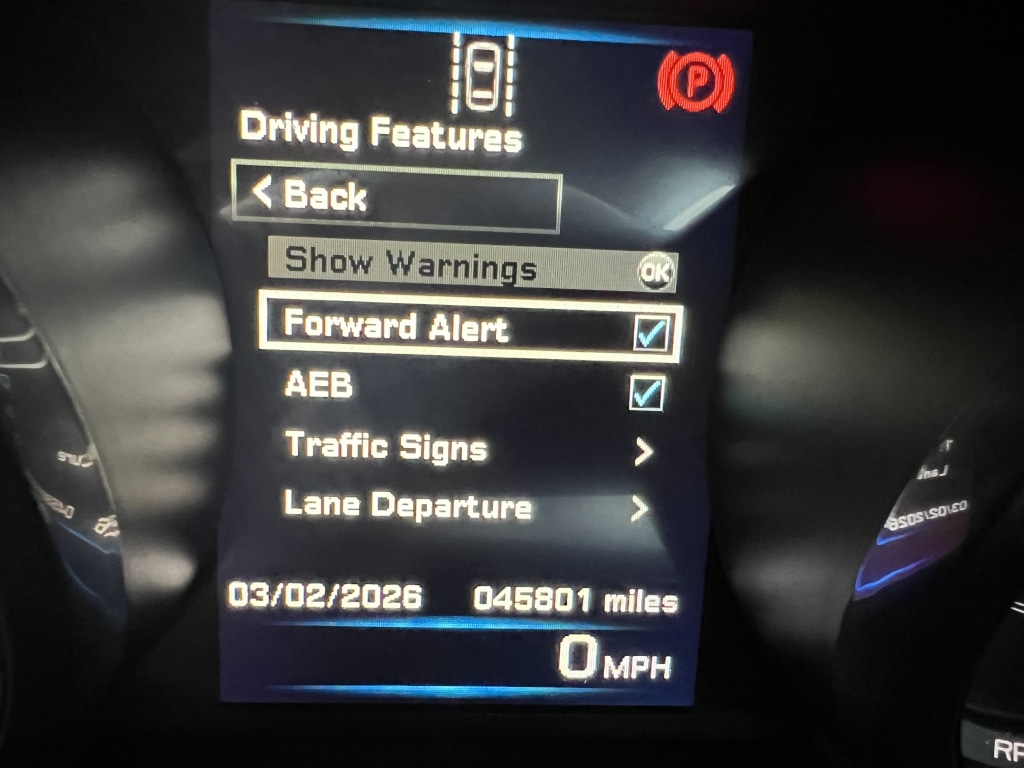 P
Driving Features
< Back
Show Warnings OK
Forward Alert
AEB
Traffic Signs >
Lane Departure >
03/02/2026 045801 miles
0 MPH